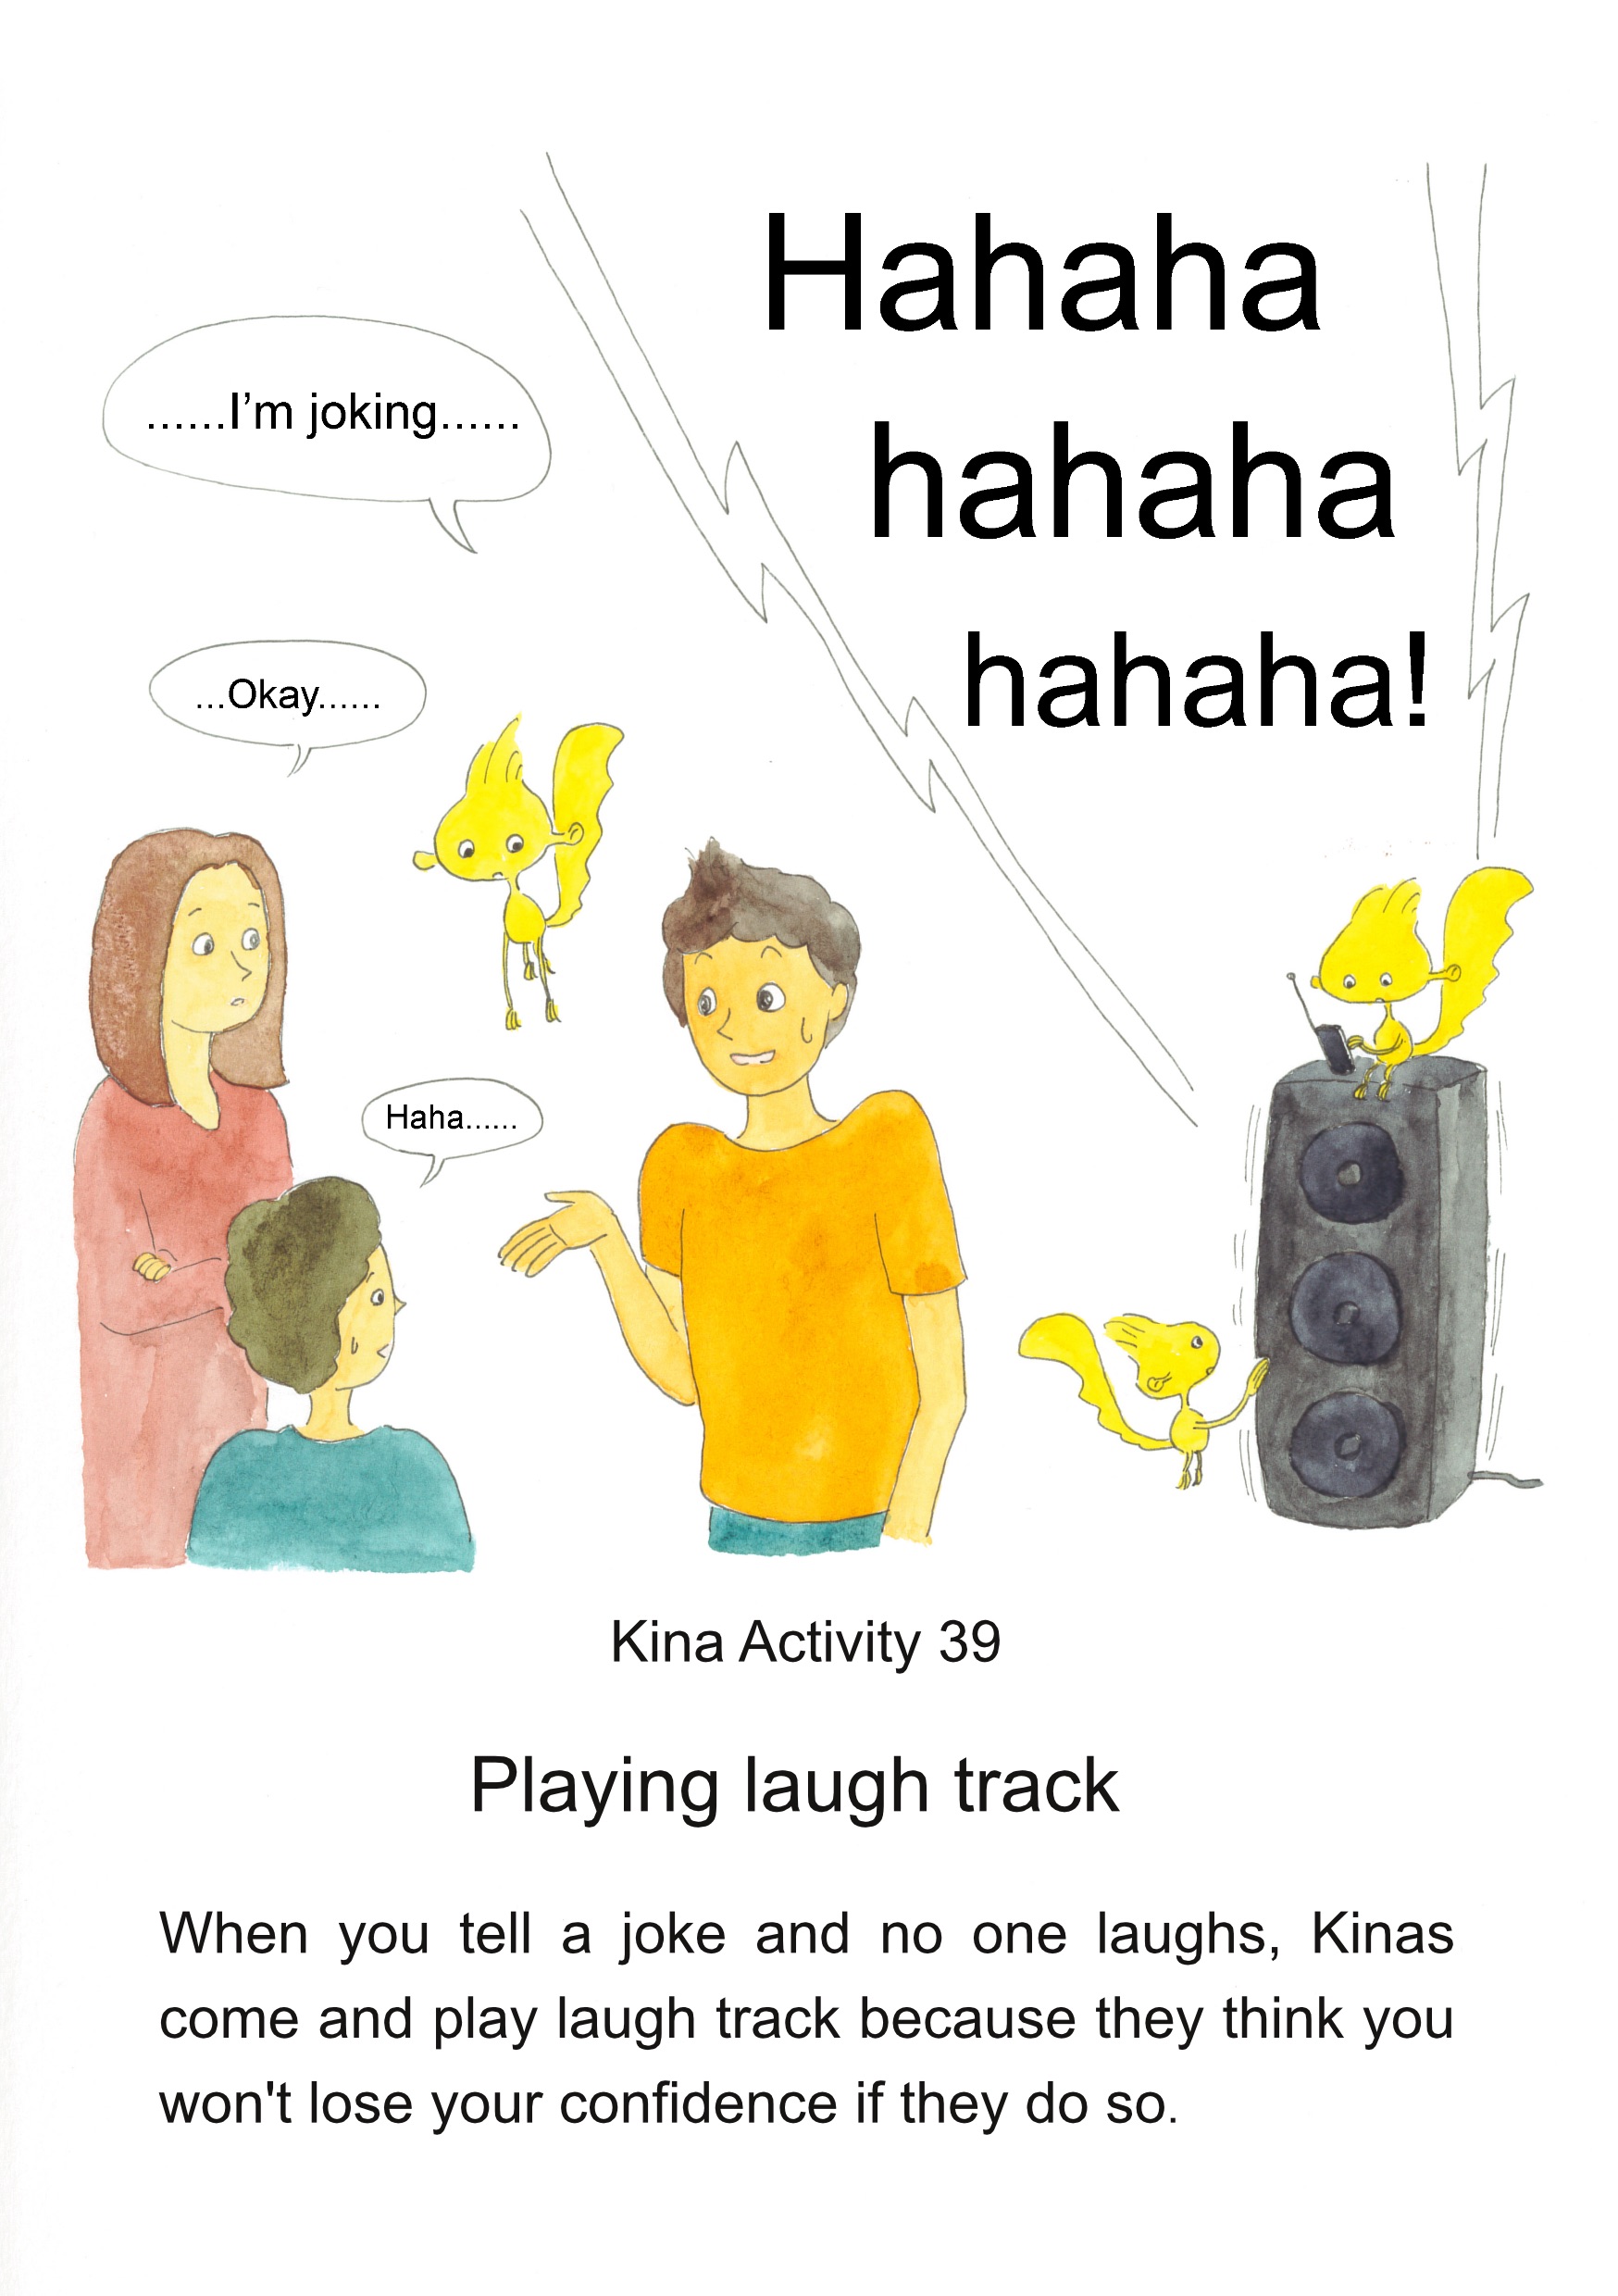 Hahaha
hahaha
hahaha!
......I’m joking......
...Okay......
Haha......
Kina Activity 39
Playing laugh track
When you tell a joke and no one laughs, Kinas
come and play laugh track because they think you
won't lose your confidence if they do so.